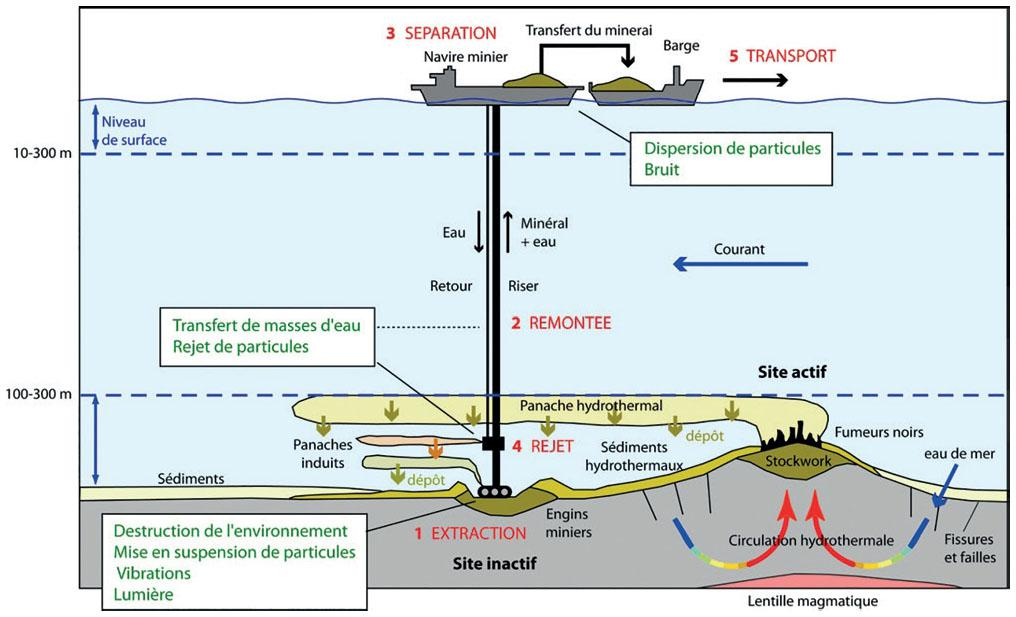 3 SEPARATION
Transfert du minerai
Navire minier
Barge
5 TRANSPORT
Niveau
de surface
10-300 m
Dispersion de particules
Bruit
Eau
Minéral
+ eau
Courant
Retour
Riser
Transfert de masses d'eau
Rejet de particules
2 REMONTEE
Site actif
100-300 m
Panache hydrothermal
Panaches
induits
4 REJET
dépôt
Sédiments
hydrothermaux
Fumeurs noirs
eau de mer
Stockwork
Sédiments
dépôt
Destruction de l'environnement
Mise en suspension de particules
Vibrations
Lumière
1 EXTRACTION
Engins
miniers
Site inactif
Circulation hydrothermale
Fissures
et failles
Lentille magmatique